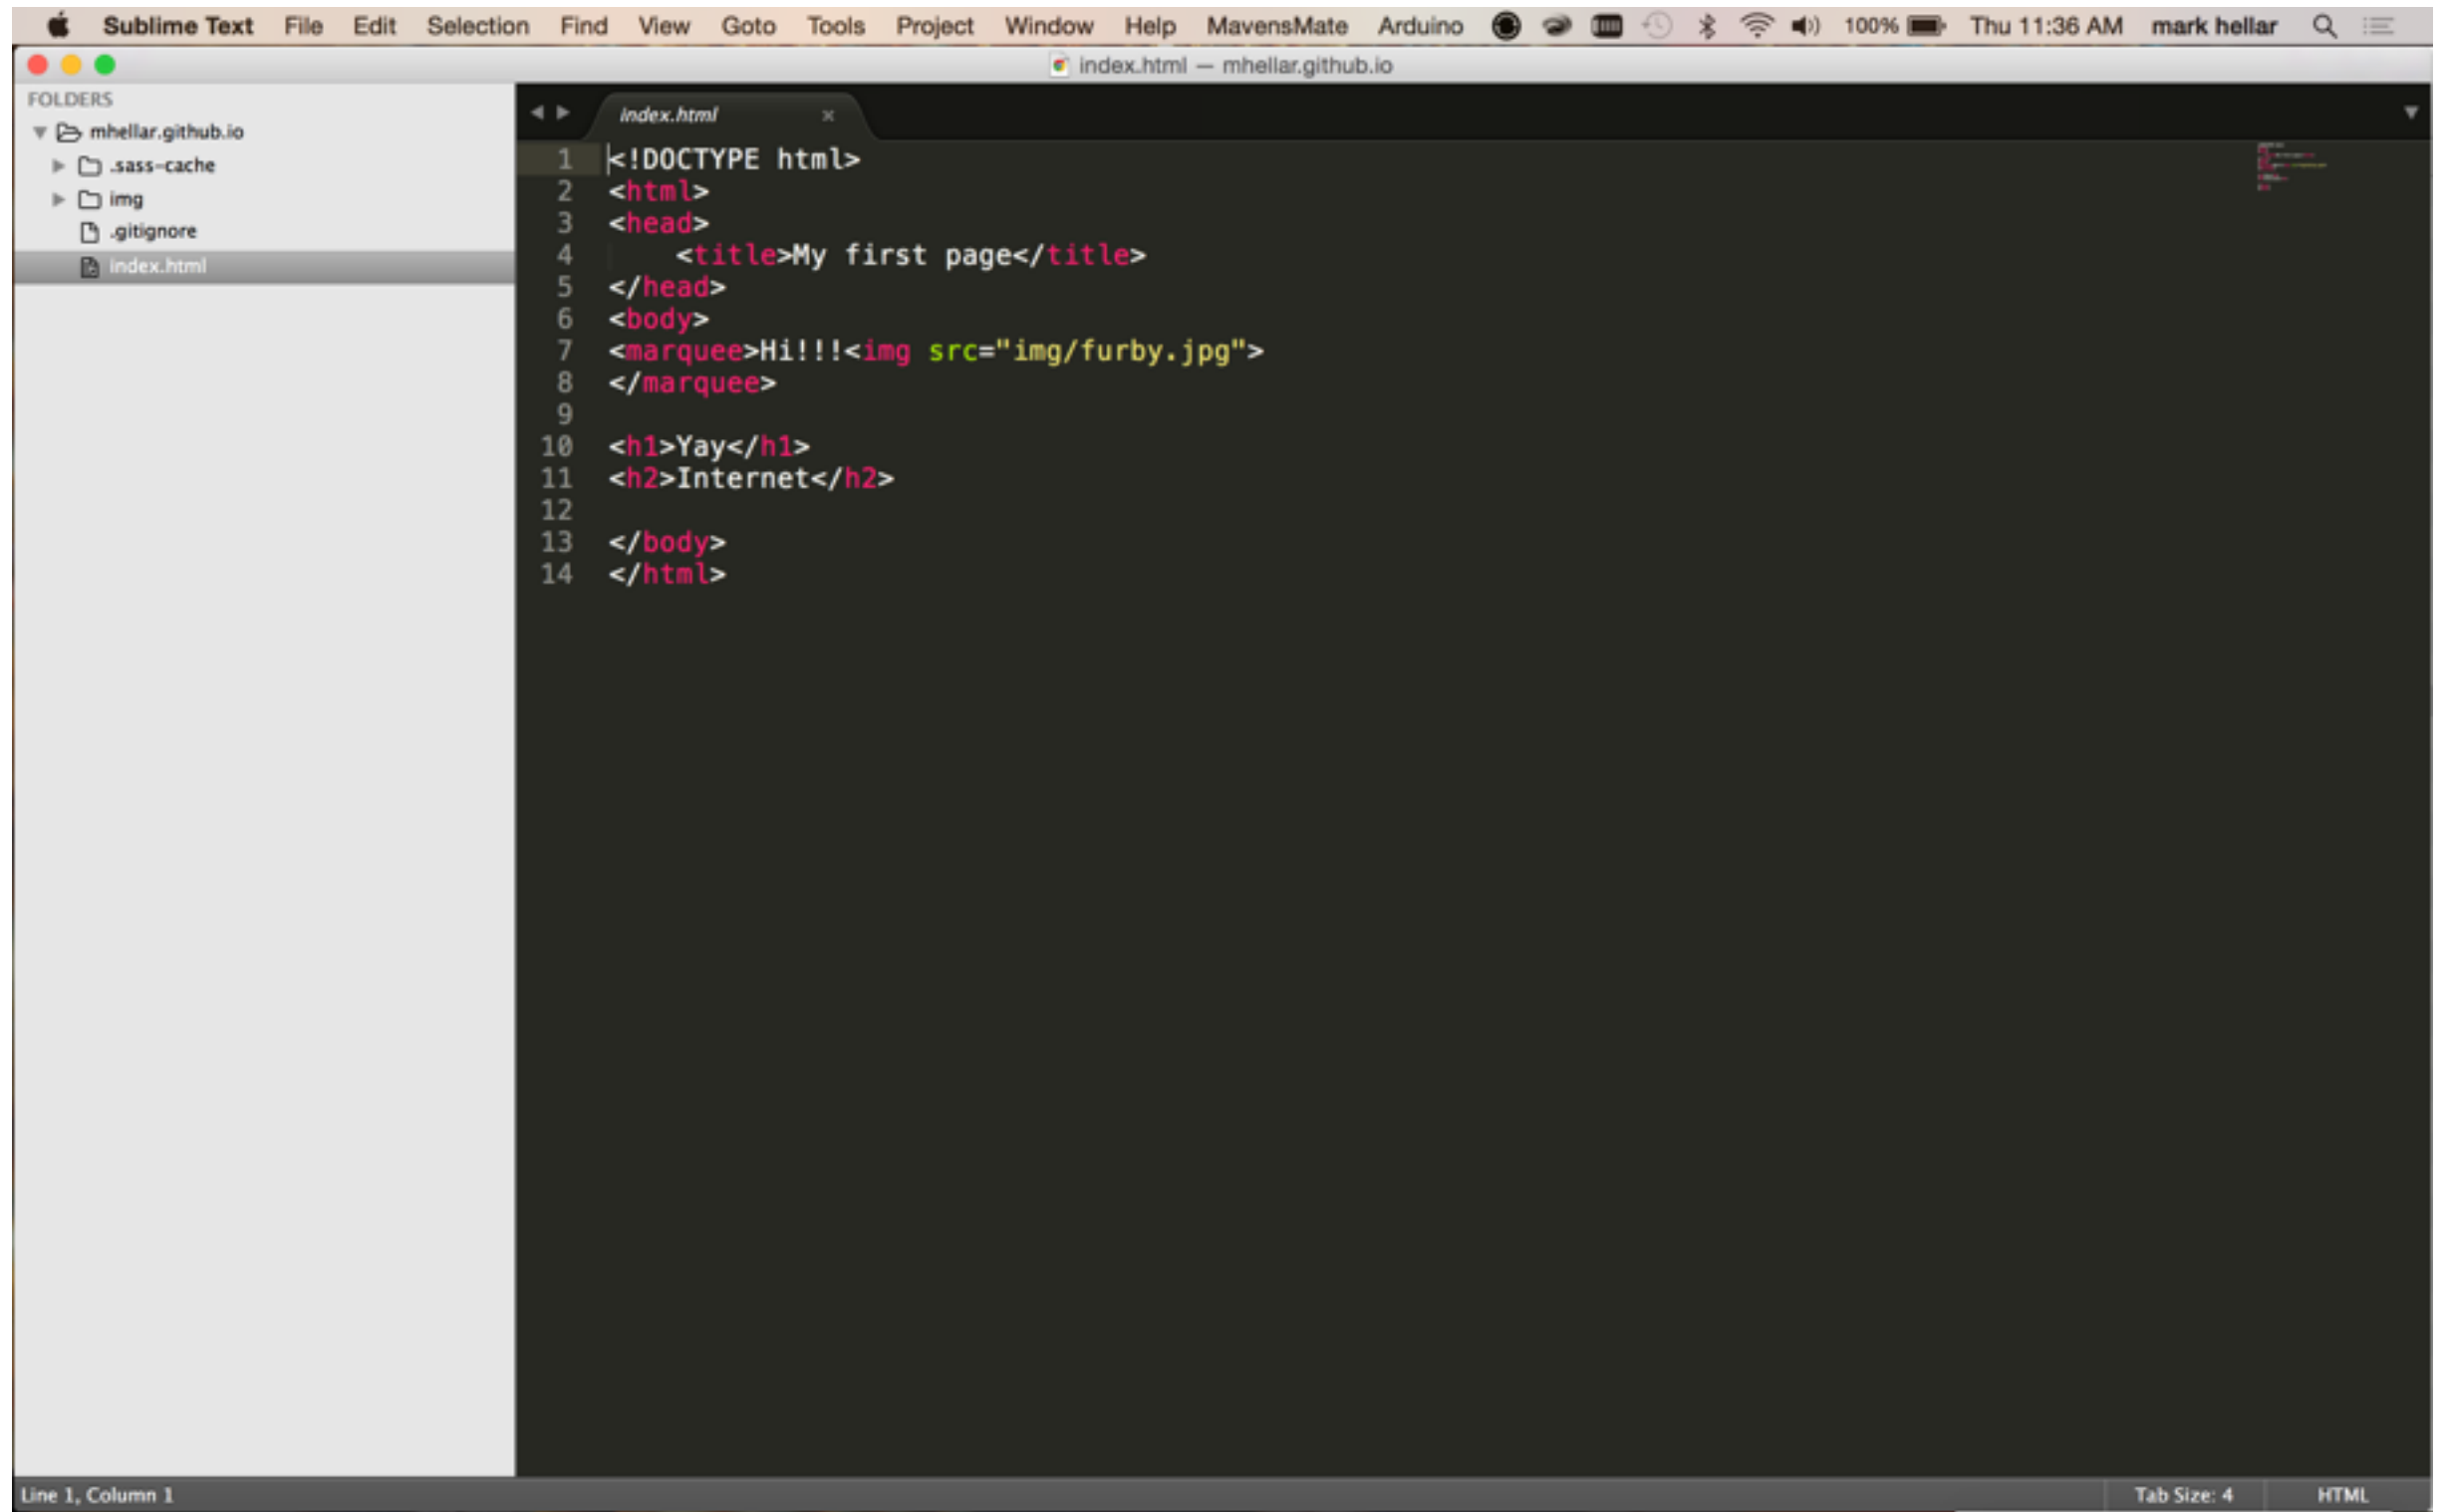 Sublime Text File Edit Selection Find View Goto Tools Project Window Help MavensMate Arduino 100% Thu 11:36 AM mark hellar
index.html — mhellar.github.io
FOLDERS
mhellar.github.io
.sass-cache
img
.gitignore
index.html
index.html ×
1 <!DOCTYPE html>
2 <html>
3 <head>
4     <title>My first page</title>
5 </head>
6 <body>
7 <marquee>Hi!!!<img src="img/furby.jpg">
8 </marquee>
9
10 <h1>Yay</h1>
11 <h2>Internet</h2>
12
13 </body>
14 </html>
Line 1, Column 1 Tab Size: 4 HTML